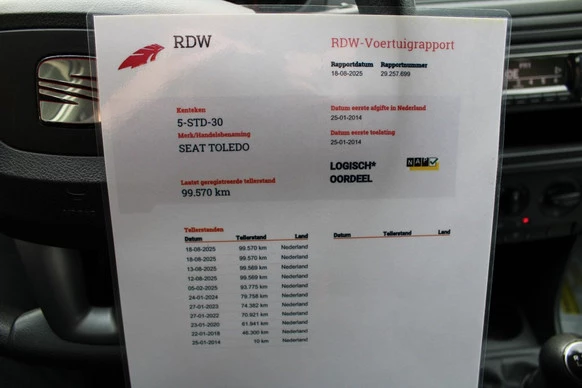 RDW
RDW-Voertuigrapport
Rapportdatum Rapportnummer
18-08-2025 29.257.699
Kenteken
5-STD-30
Merk/Handelsbenaming
SEAT TOLEDO
Laatst geregistreerde tellerstand
99.570 km
Datum eerste afgifte in Nederland
25-01-2014
Datum eerste toelating
25-01-2014
LOGISCH*
OORDEEL
NAP
Tellerstanden
Datum Tellerstand Land
18-08-2025 99.570 km Nederland
18-08-2025 99.570 km Nederland
13-08-2025 99.569 km Nederland
12-08-2025 99.569 km Nederland
05-02-2025 93.775 km Nederland
24-01-2024 79.758 km Nederland
27-01-2023 74.382 km Nederland
27-01-2022 70.821 km Nederland
23-01-2020 61.941 km Nederland
22-01-2018 46.300 km Nederland
25-01-2014 10 km Nederland
Datum Tellerstand Land